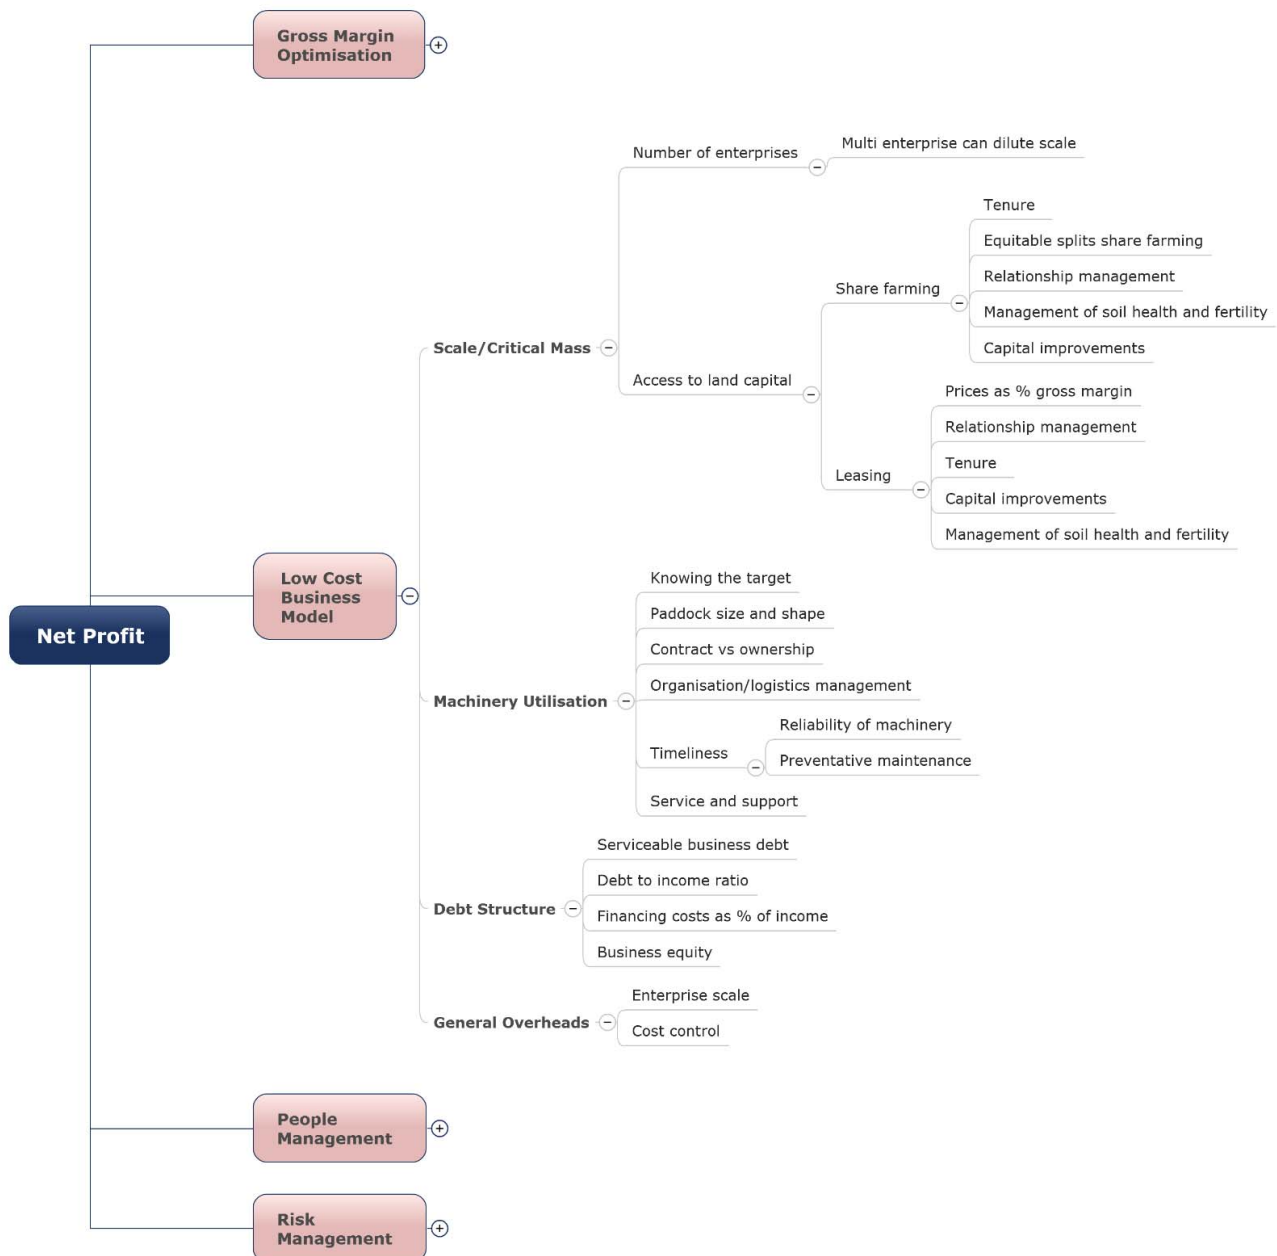 Gross Margin
Optimisation
Number of enterprises
Multi enterprise can dilute scale
Tenure
Equitable splits share farming
Share farming
Relationship management
Management of soil health and fertility
Capital improvements
Scale/Critical Mass
Access to land capital
Prices as % gross margin
Relationship management
Leasing
Tenure
Capital improvements
Management of soil health and fertility
Low Cost
Business
Model
Net Profit
Knowing the target
Paddock size and shape
Contract vs ownership
Machinery Utilisation
Organisation/logistics management
Timeliness
Reliability of machinery
Preventative maintenance
Service and support
Serviceable business debt
Debt to income ratio
Debt Structure
Financing costs as % of income
Business equity
General Overheads
Enterprise scale
Cost control
People
Management
Risk
Management